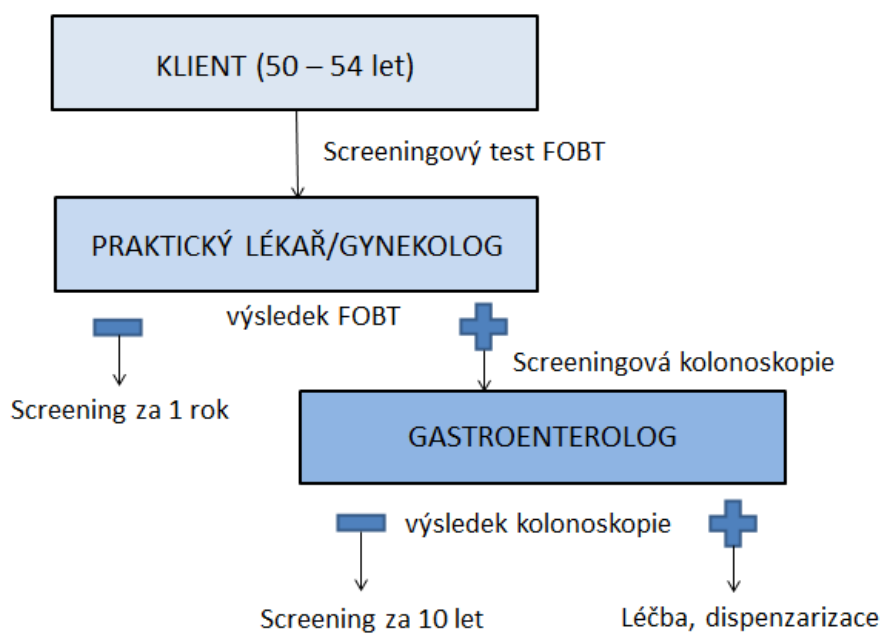 KLIENT (50 – 54 let)
Screeningový test FOBT
PRAKTICKÝ LÉKAŘ/GYNEKOLOG
výsledek FOBT
Screeningová kolonoskopie
Screening za 1 rok
GASTROENTEROLOG
výsledek kolonoskopie
Screening za 10 let
Léčba, dispenzarizace